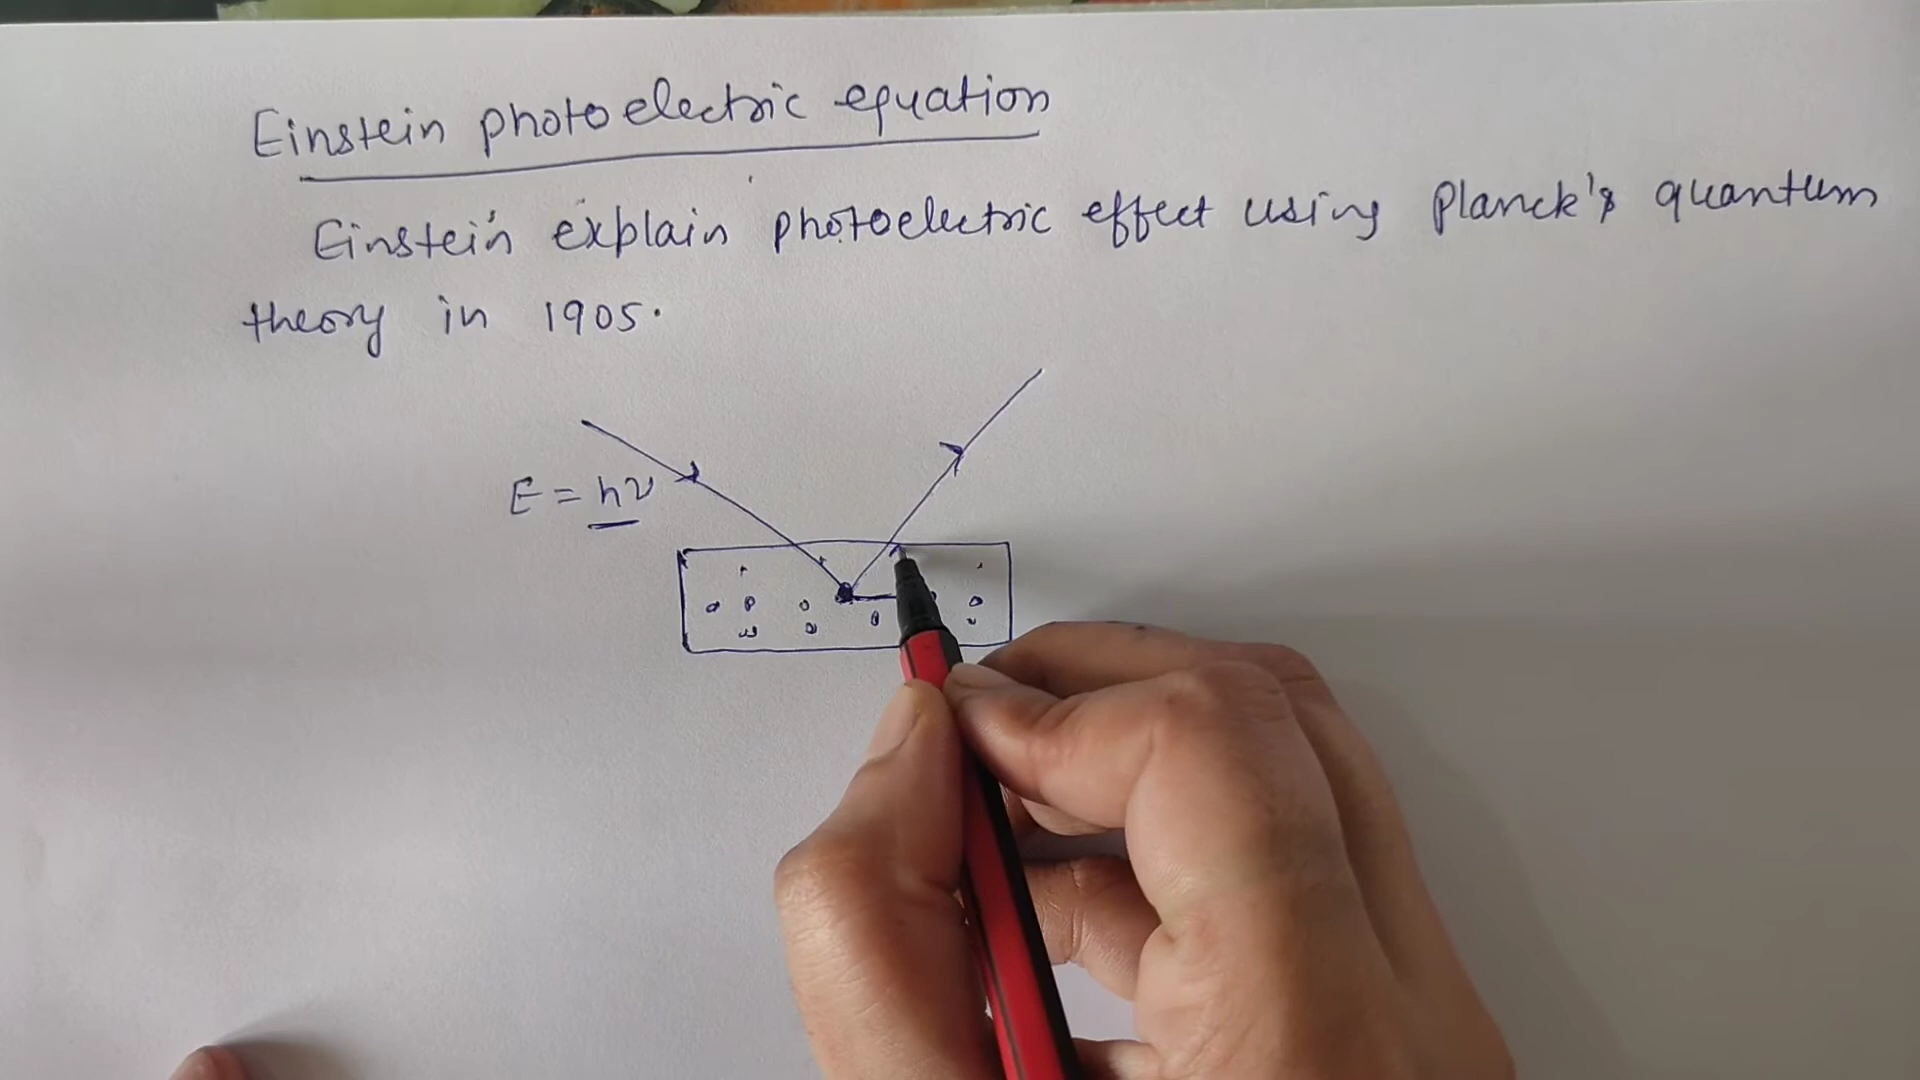 Einstein photoelectric equation
Einstein explain photoelectric effect using Planck's quantum
theory in 1905.
E = hν